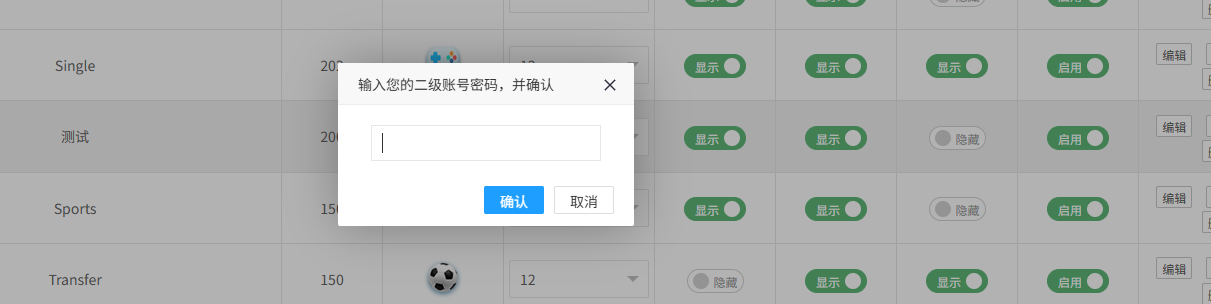 启用
Single
203
显示
显示
显示
启用
编辑
输入您的二级账号密码，并确认
测试
显示
显示
隐藏
启用
编辑
确认
取消
Sports
显示
显示
隐藏
启用
编辑
Transfer
150
12
隐藏
显示
显示
启用
编辑